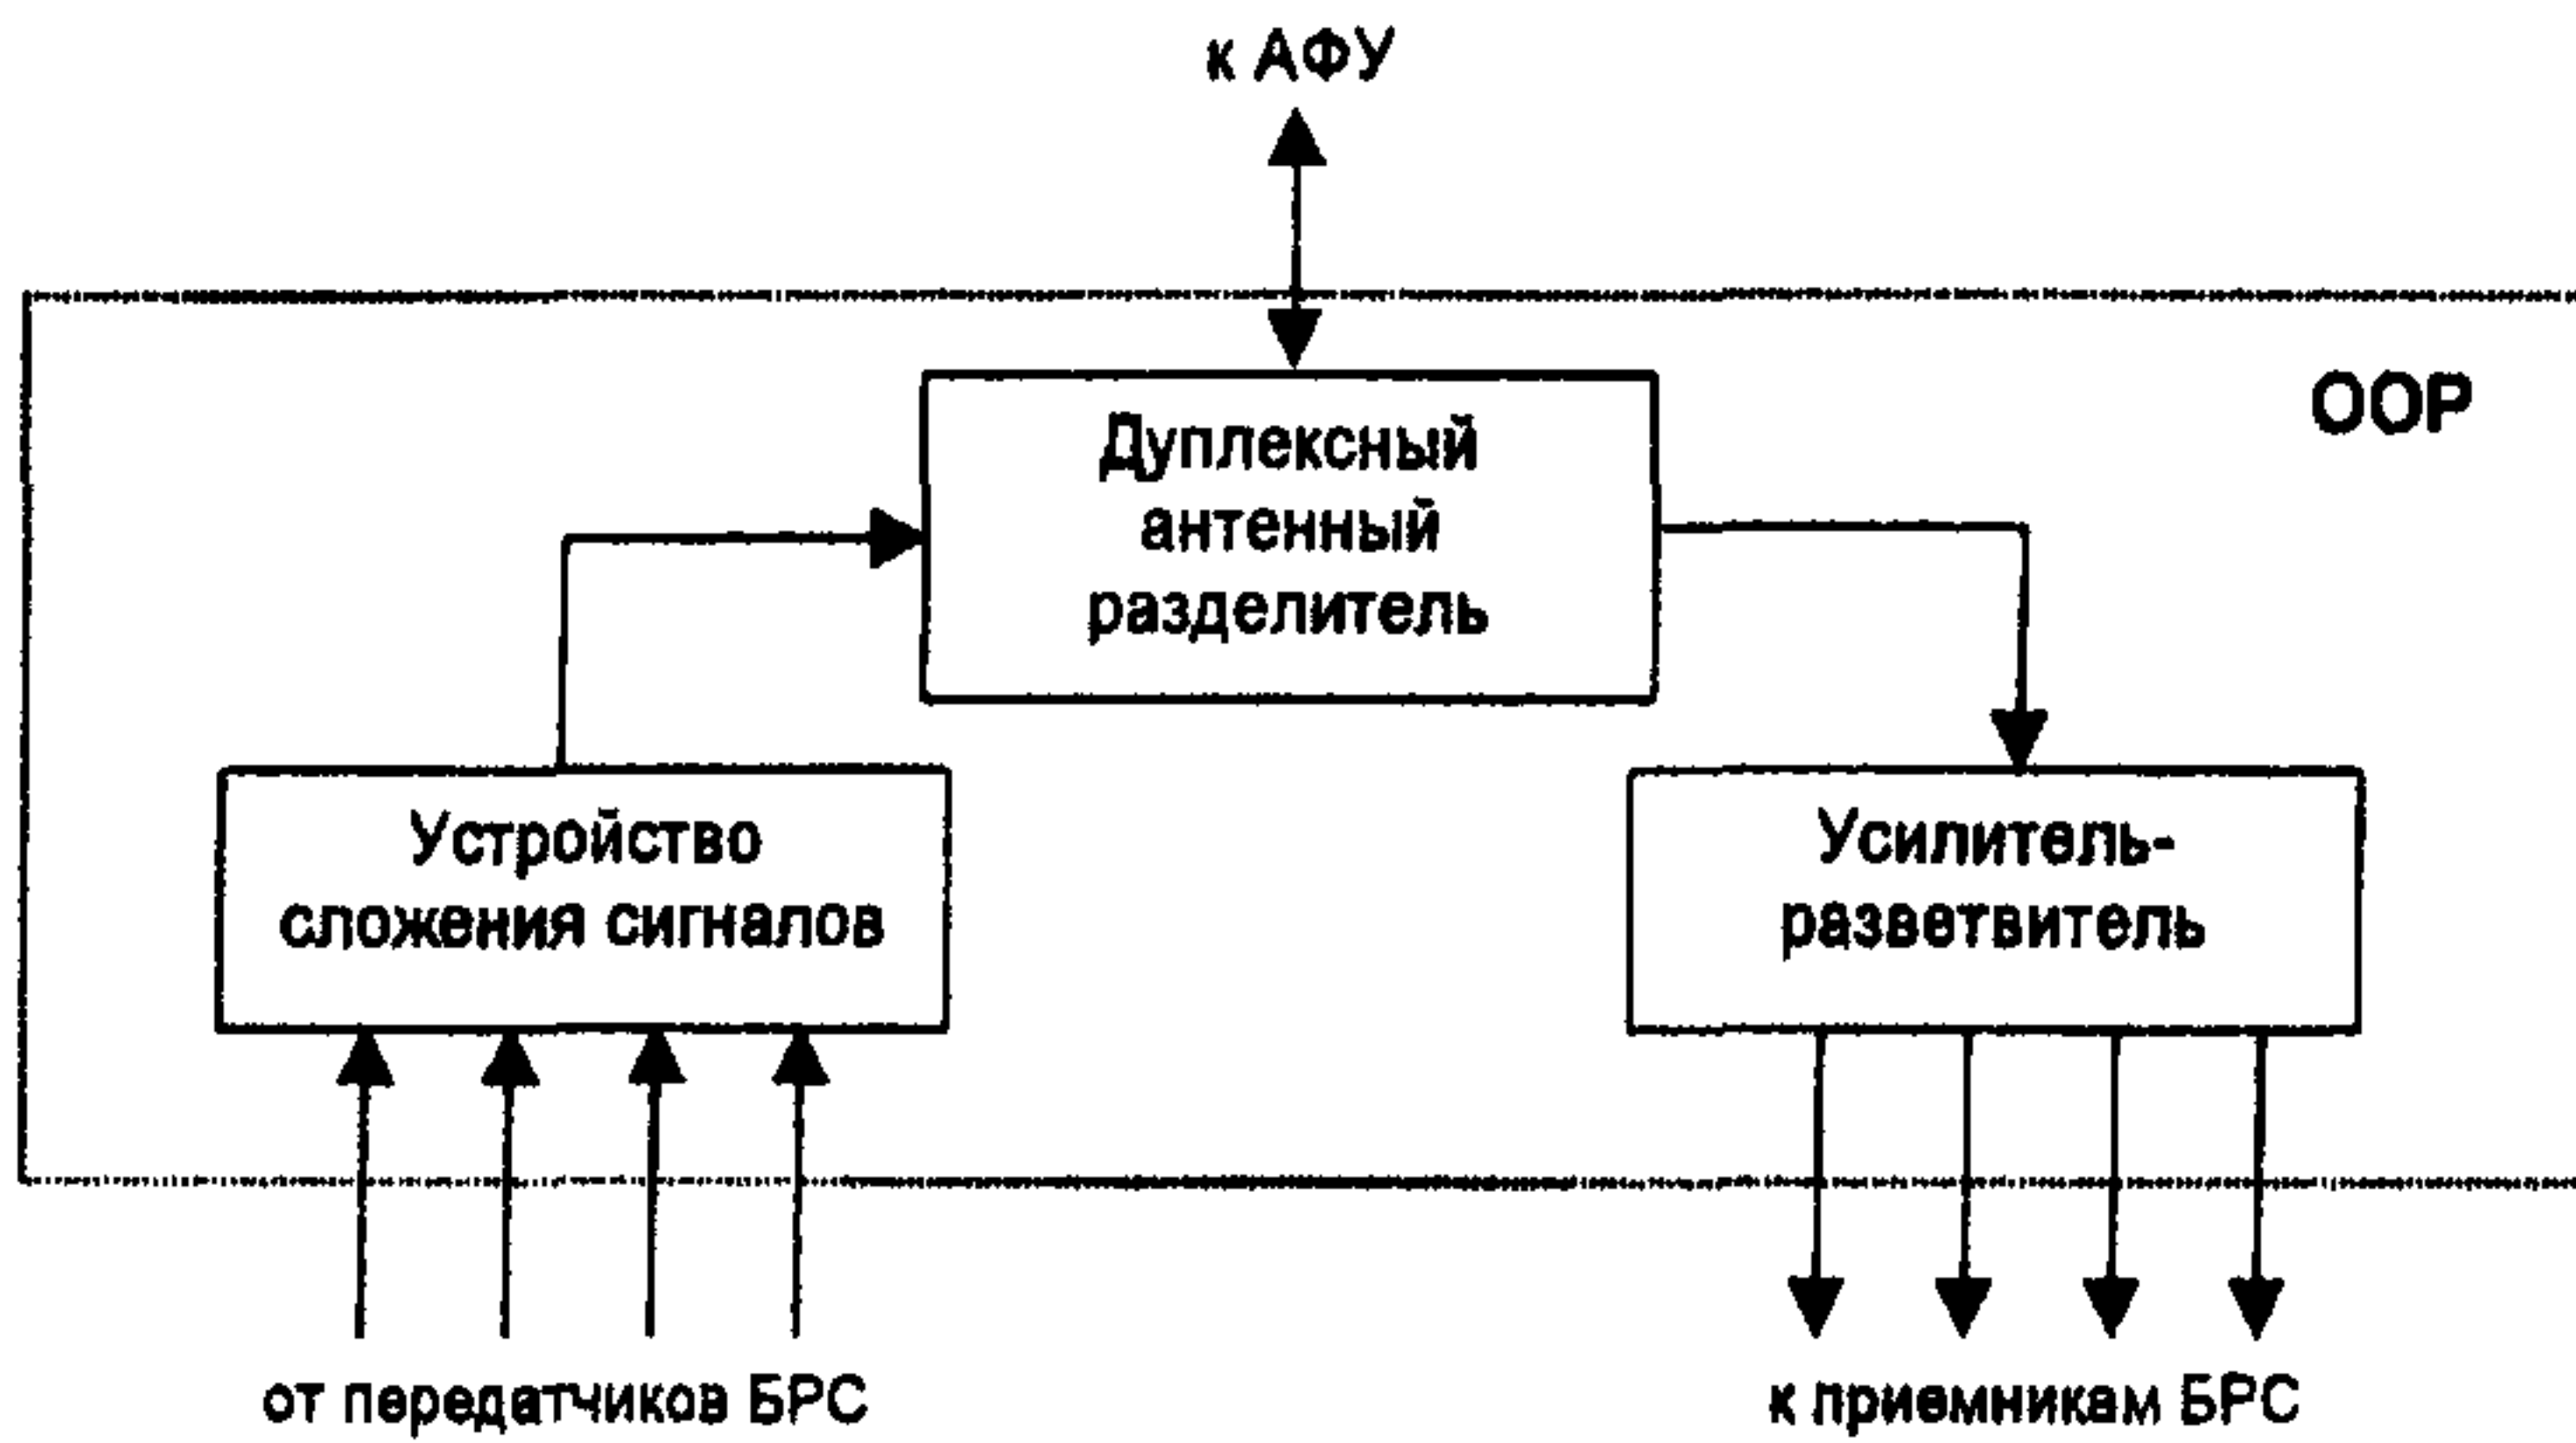 к АФУ
ООР
Дуплексный
антенный
разделитель
Устройство
сложения сигналов
Усилитель-
разветвитель
от передатчиков БРС
к приемникам БРС